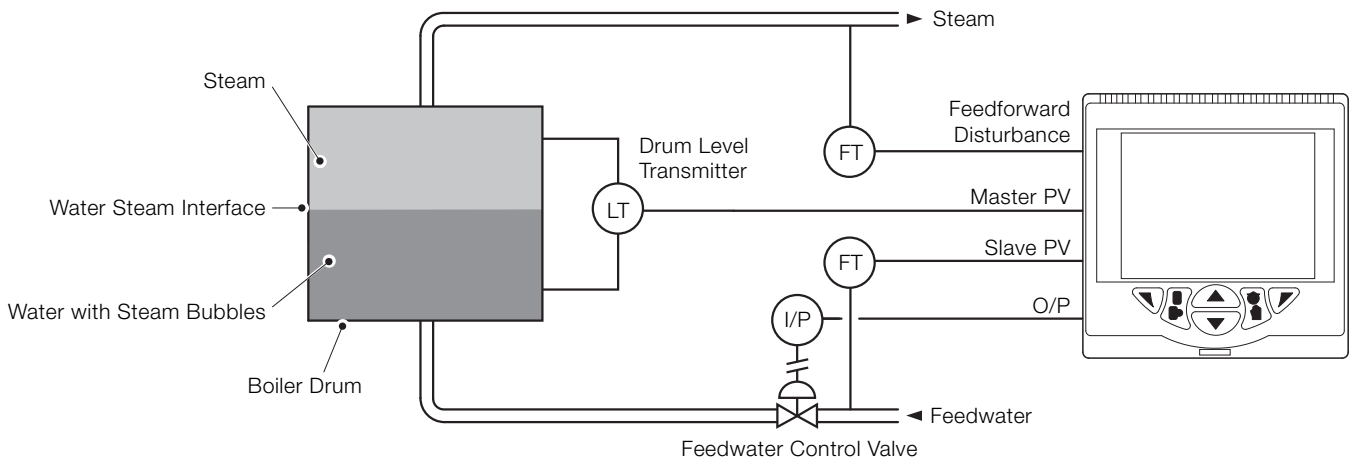 Steam
Steam
Feedforward
Disturbance
Drum Level
Transmitter
FT
Master PV
Water Steam Interface
LT
Slave PV
FT
Water with Steam Bubbles
O/P
I/P
Boiler Drum
Feedwater
Feedwater Control Valve